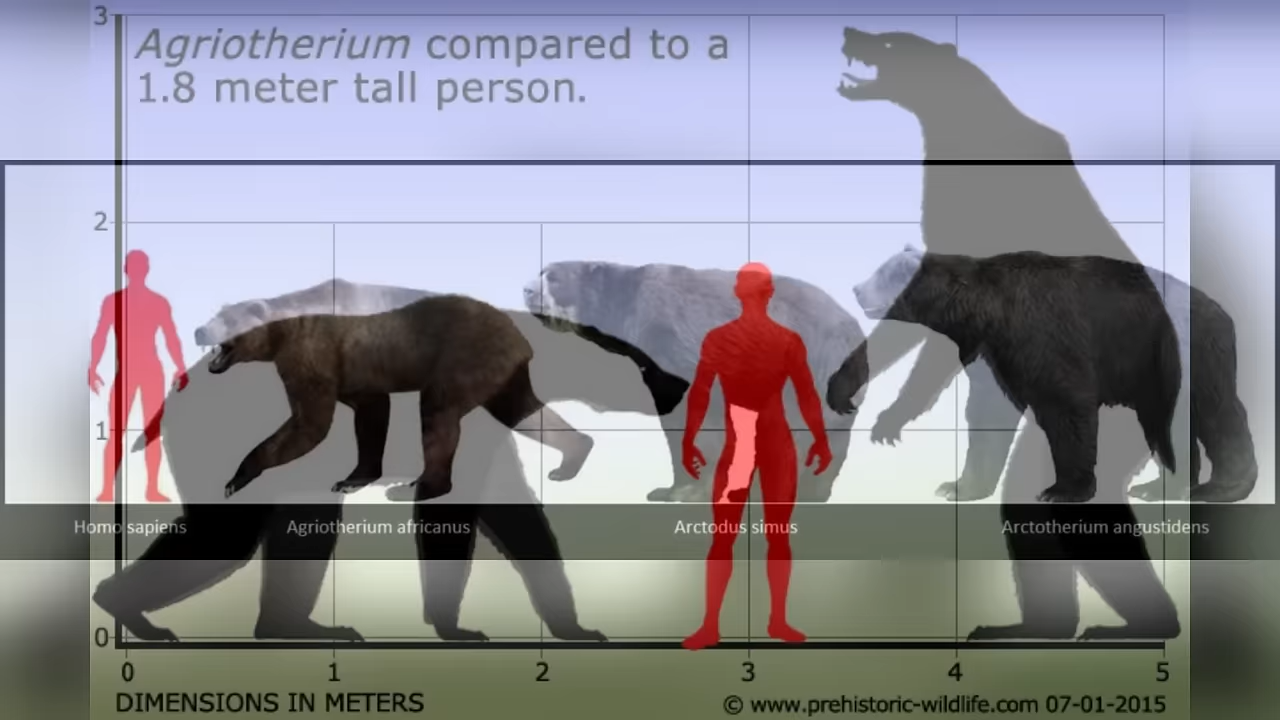 3
Agriotherium compared to a
1.8 meter tall person.
2
1
Homo sapiens
Agriotherium africanus
Arctodus simus
Arctotherium angustidens
0
0 1 2 3 4 5
DIMENSIONS IN METERS
© www.prehistoric-wildlife.com 07-01-2015